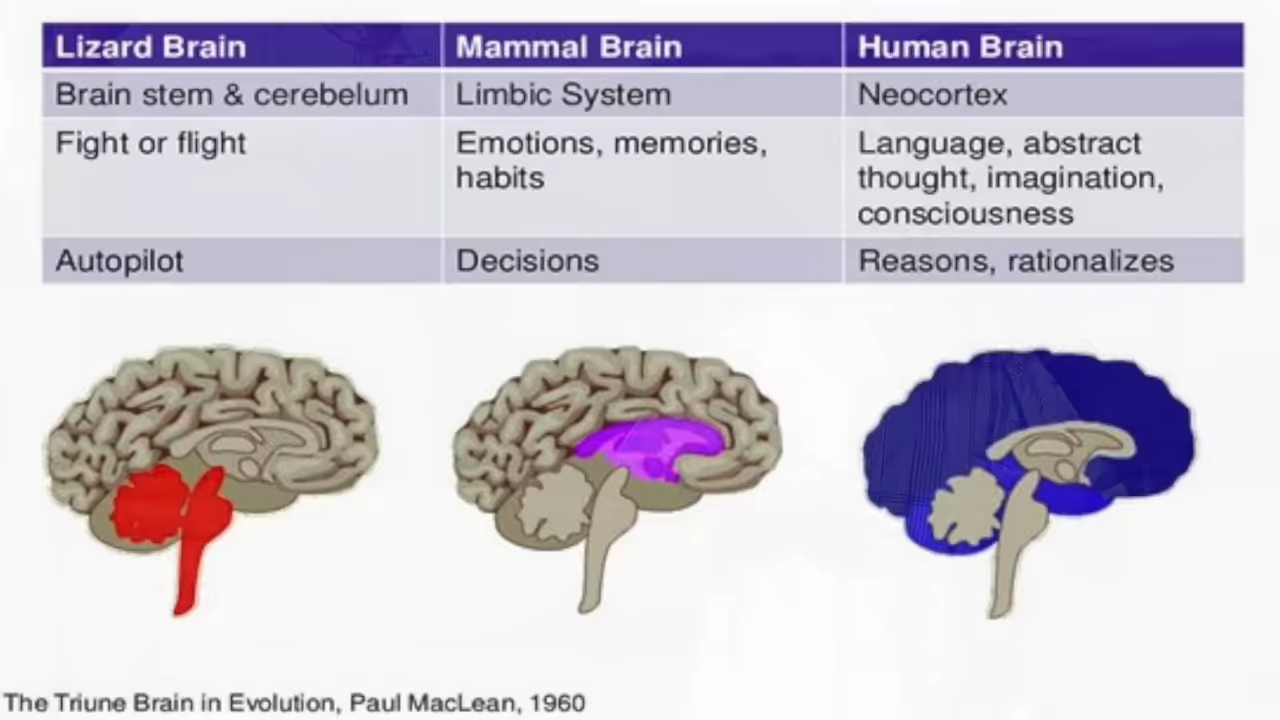 Lizard Brain
Mammal Brain
Human Brain
Brain stem & cerebelum
Limbic System
Neocortex
Fight or flight
Emotions, memories,
habits
Language, abstract
thought, imagination,
consciousness
Autopilot
Decisions
Reasons, rationalizes
The Triune Brain in Evolution, Paul MacLean, 1960